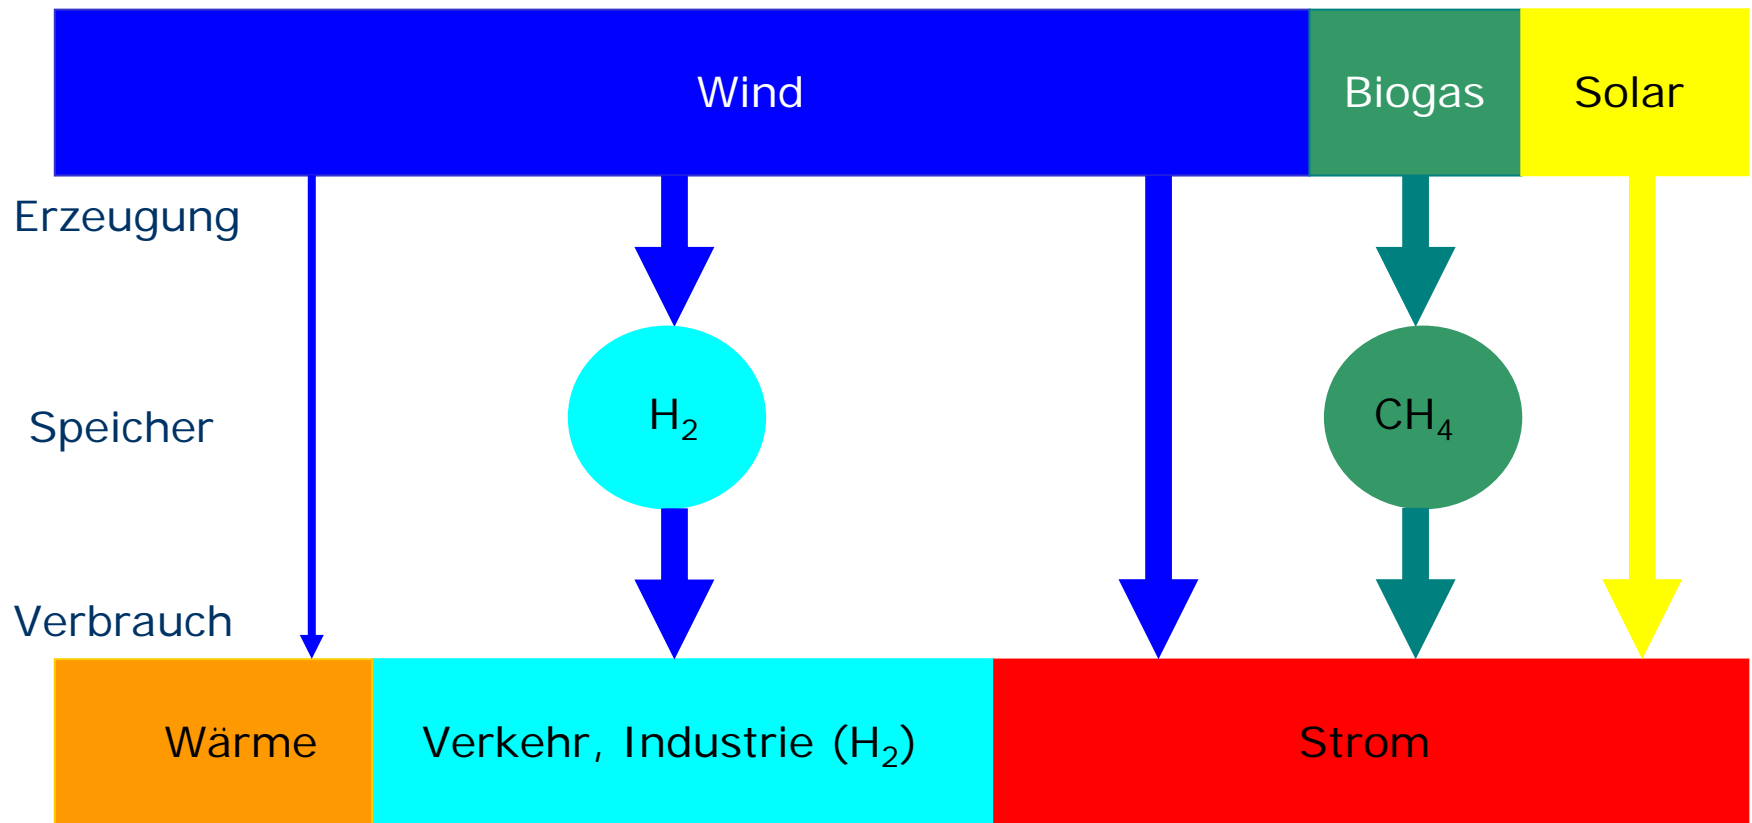 Wind
Biogas
Solar
Erzeugung
Speicher
H₂
CH₄
Verbrauch
Wärme
Verkehr, Industrie (H₂)
Strom